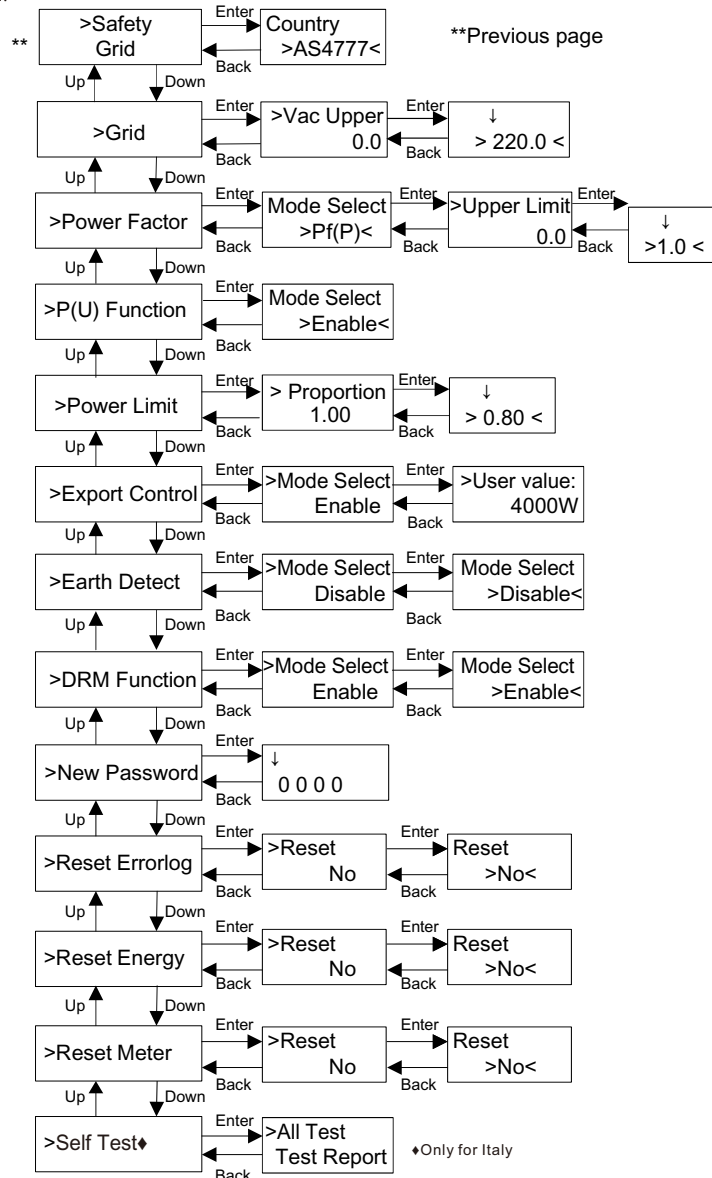 >Safety
Grid
Enter
Back
Country
>AS4777<
**
**Previous page
Up
Down
>Grid
Enter
Back
>Vac Upper
0.0
Enter
Back
↓
> 220.0 <
Up
Down
>Power Factor
Enter
Back
Mode Select
>Pf(P)<
Enter
Back
>Upper Limit
0.0
Enter
Back
↓
>1.0 <
Up
Down
>P(U) Function
Enter
Back
Mode Select
>Enable<
Up
Down
>Power Limit
Enter
Back
> Proportion
1.00
Enter
Back
↓
> 0.80 <
Up
Down
>Export Control
Enter
Back
>Mode Select
Enable
Enter
Back
>User value:
4000W
Up
Down
>Earth Detect
Enter
Back
>Mode Select
Disable
Enter
Back
Mode Select
>Disable<
Up
Down
>DRM Function
Enter
Back
>Mode Select
Enable
Enter
Back
Mode Select
>Enable<
Up
Down
>New Password
Enter
Back
↓
0 0 0 0
Up
Down
>Reset Errorlog
Enter
Back
>Reset
No
Enter
Back
Reset
>No<
Up
Down
>Reset Energy
Enter
Back
>Reset
No
Enter
Back
Reset
>No<
Up
Down
>Reset Meter
Enter
Back
>Reset
No
Enter
Back
Reset
>No<
Up
Down
>Self Test♦
Enter
Back
>All Test
Test Report
♦Only for Italy